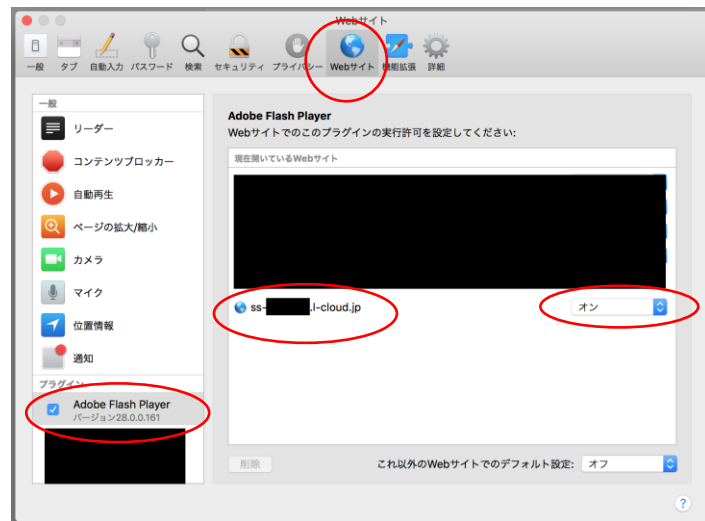 Webサイト
一般 タブ 自動入力 パスワード 検索 セキュリティ プライバシー Webサイト 機能拡張 詳細
一般
リーダー
コンテンツブロッカー
自動再生
ページの拡大/縮小
カメラ
マイク
位置情報
通知
プラグイン
Adobe Flash Player
バージョン28.0.0.161
Adobe Flash Player
Webサイトでのこのプラグインの実行許可を設定してください:
現在開いているWebサイト
ss- .l-cloud.jp オン
削除 これ以外のWebサイトでのデフォルト設定: オフ
?